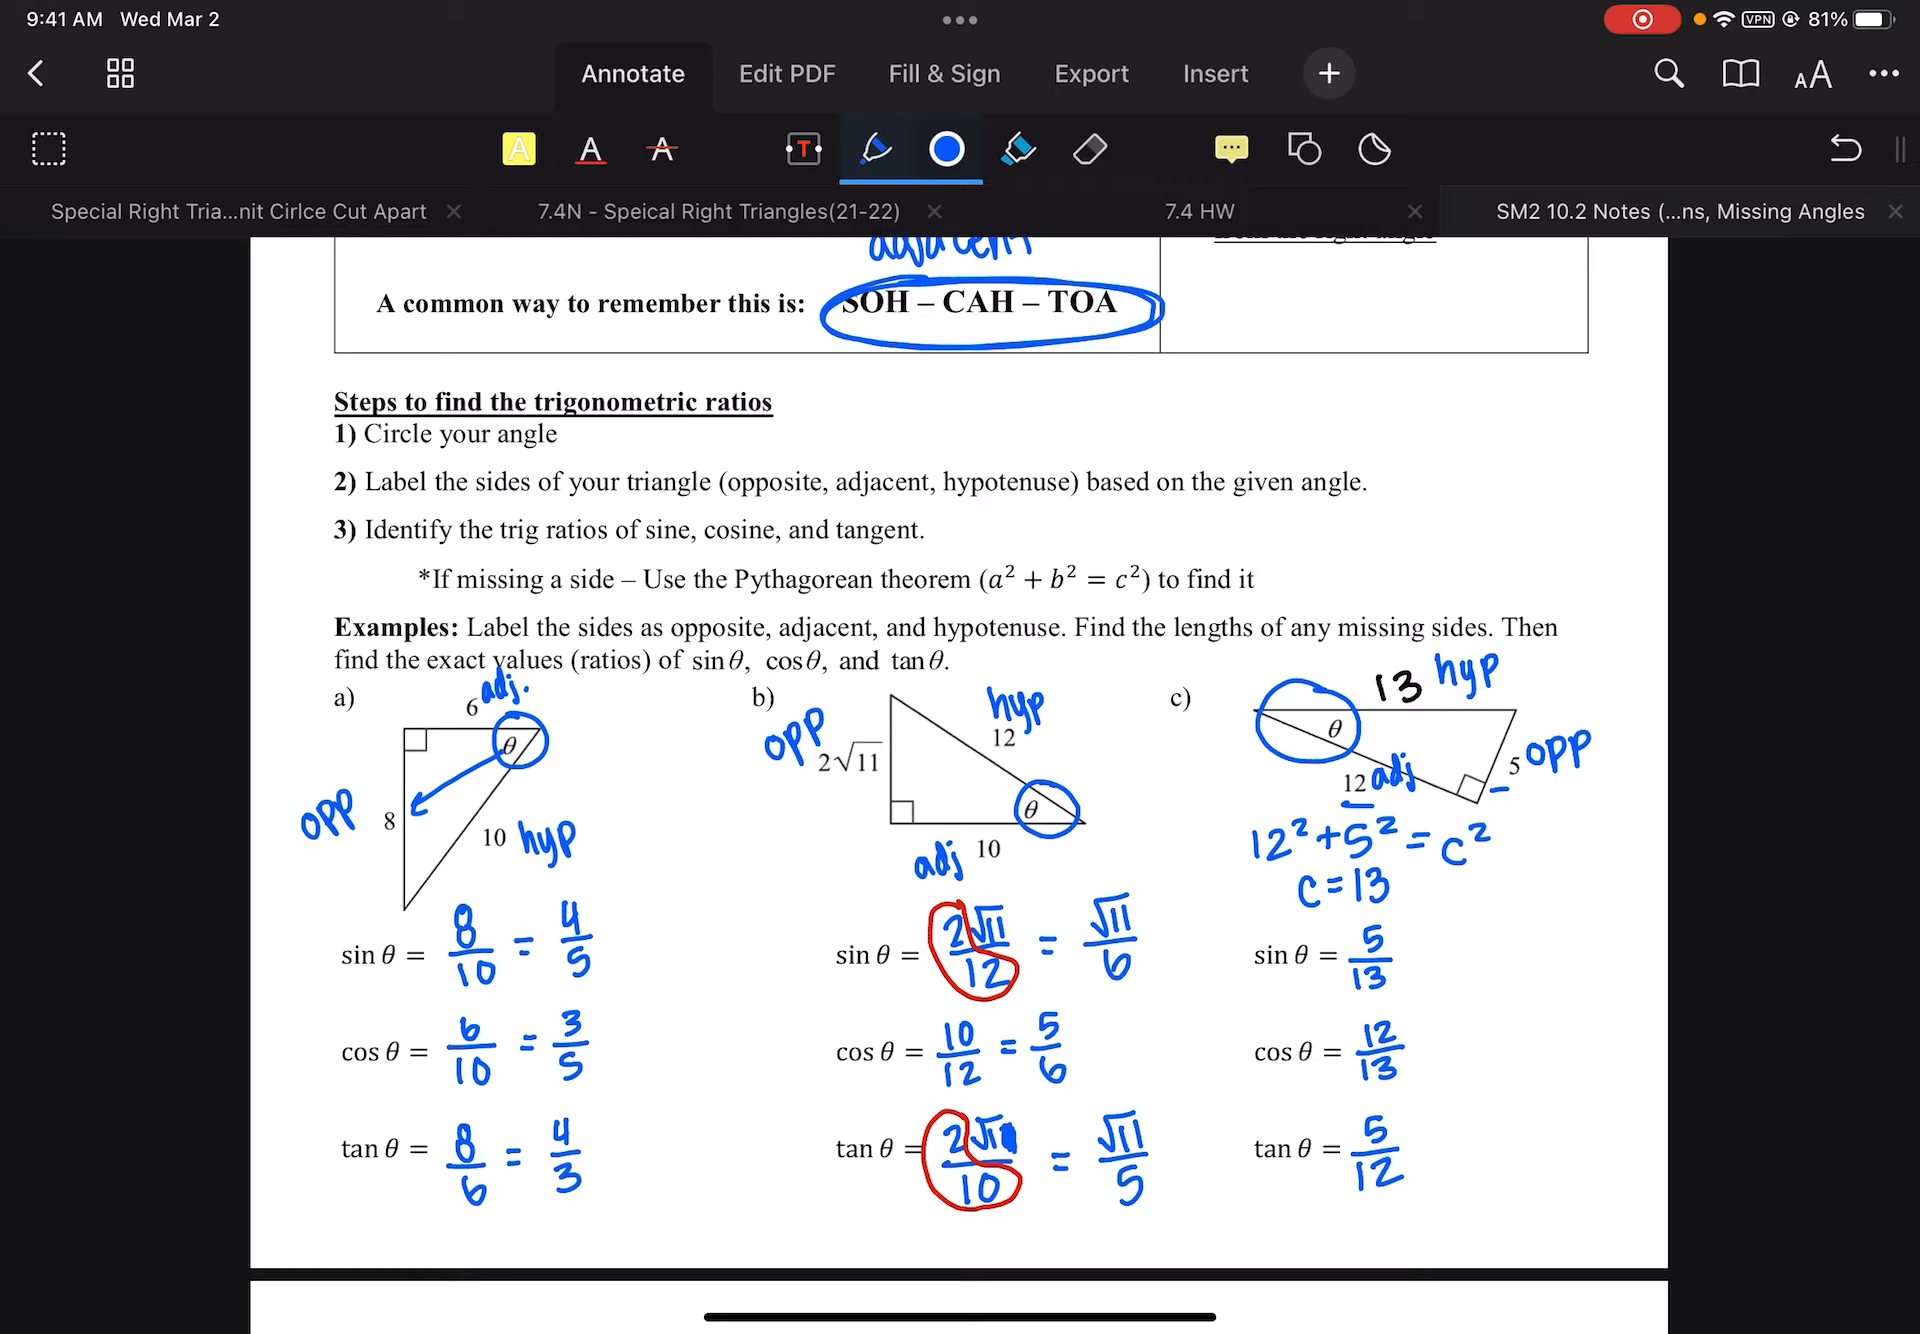 9:41 AM Wed Mar 2
VPN 81%
Annotate Edit PDF Fill & Sign Export Insert
AA
A A A T
Special Right Tria...nit Cirlce Cut Apart 7.4N - Speical Right Triangles(21-22) 7.4 HW SM2 10.2 Notes (...ns, Missing Angles
adjacent from the right angle
A common way to remember this is: SOH – CAH – TOA
Steps to find the trigonometric ratios
1) Circle your angle
2) Label the sides of your triangle (opposite, adjacent, hypotenuse) based on the given angle.
3) Identify the trig ratios of sine, cosine, and tangent.
*If missing a side – Use the Pythagorean theorem (a² + b² = c²) to find it
Examples: Label the sides as opposite, adjacent, and hypotenuse. Find the lengths of any missing sides. Then
find the exact values (ratios) of sin θ, cos θ, and tan θ.
a) 6 adj. θ
opp 8 10 hyp
sin θ = 8/10 = 4/5
cos θ = 6/10 = 3/5
tan θ = 8/6 = 4/3
b) opp 2√11 hyp 12 θ
adj 10
sin θ = 2√11/12 = √11/6
cos θ = 10/12 = 5/6
tan θ = 2√11/10 = √11/5
c) 13 hyp θ
12 adj 5 opp
12² + 5² = c²
c = 13
sin θ = 5/13
cos θ = 12/13
tan θ = 5/12